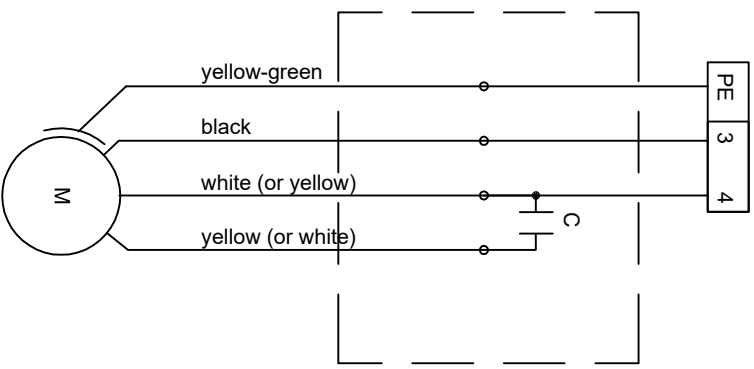 yellow-green
PE
black
3
white (or yellow)
4
M
C
yellow (or white)